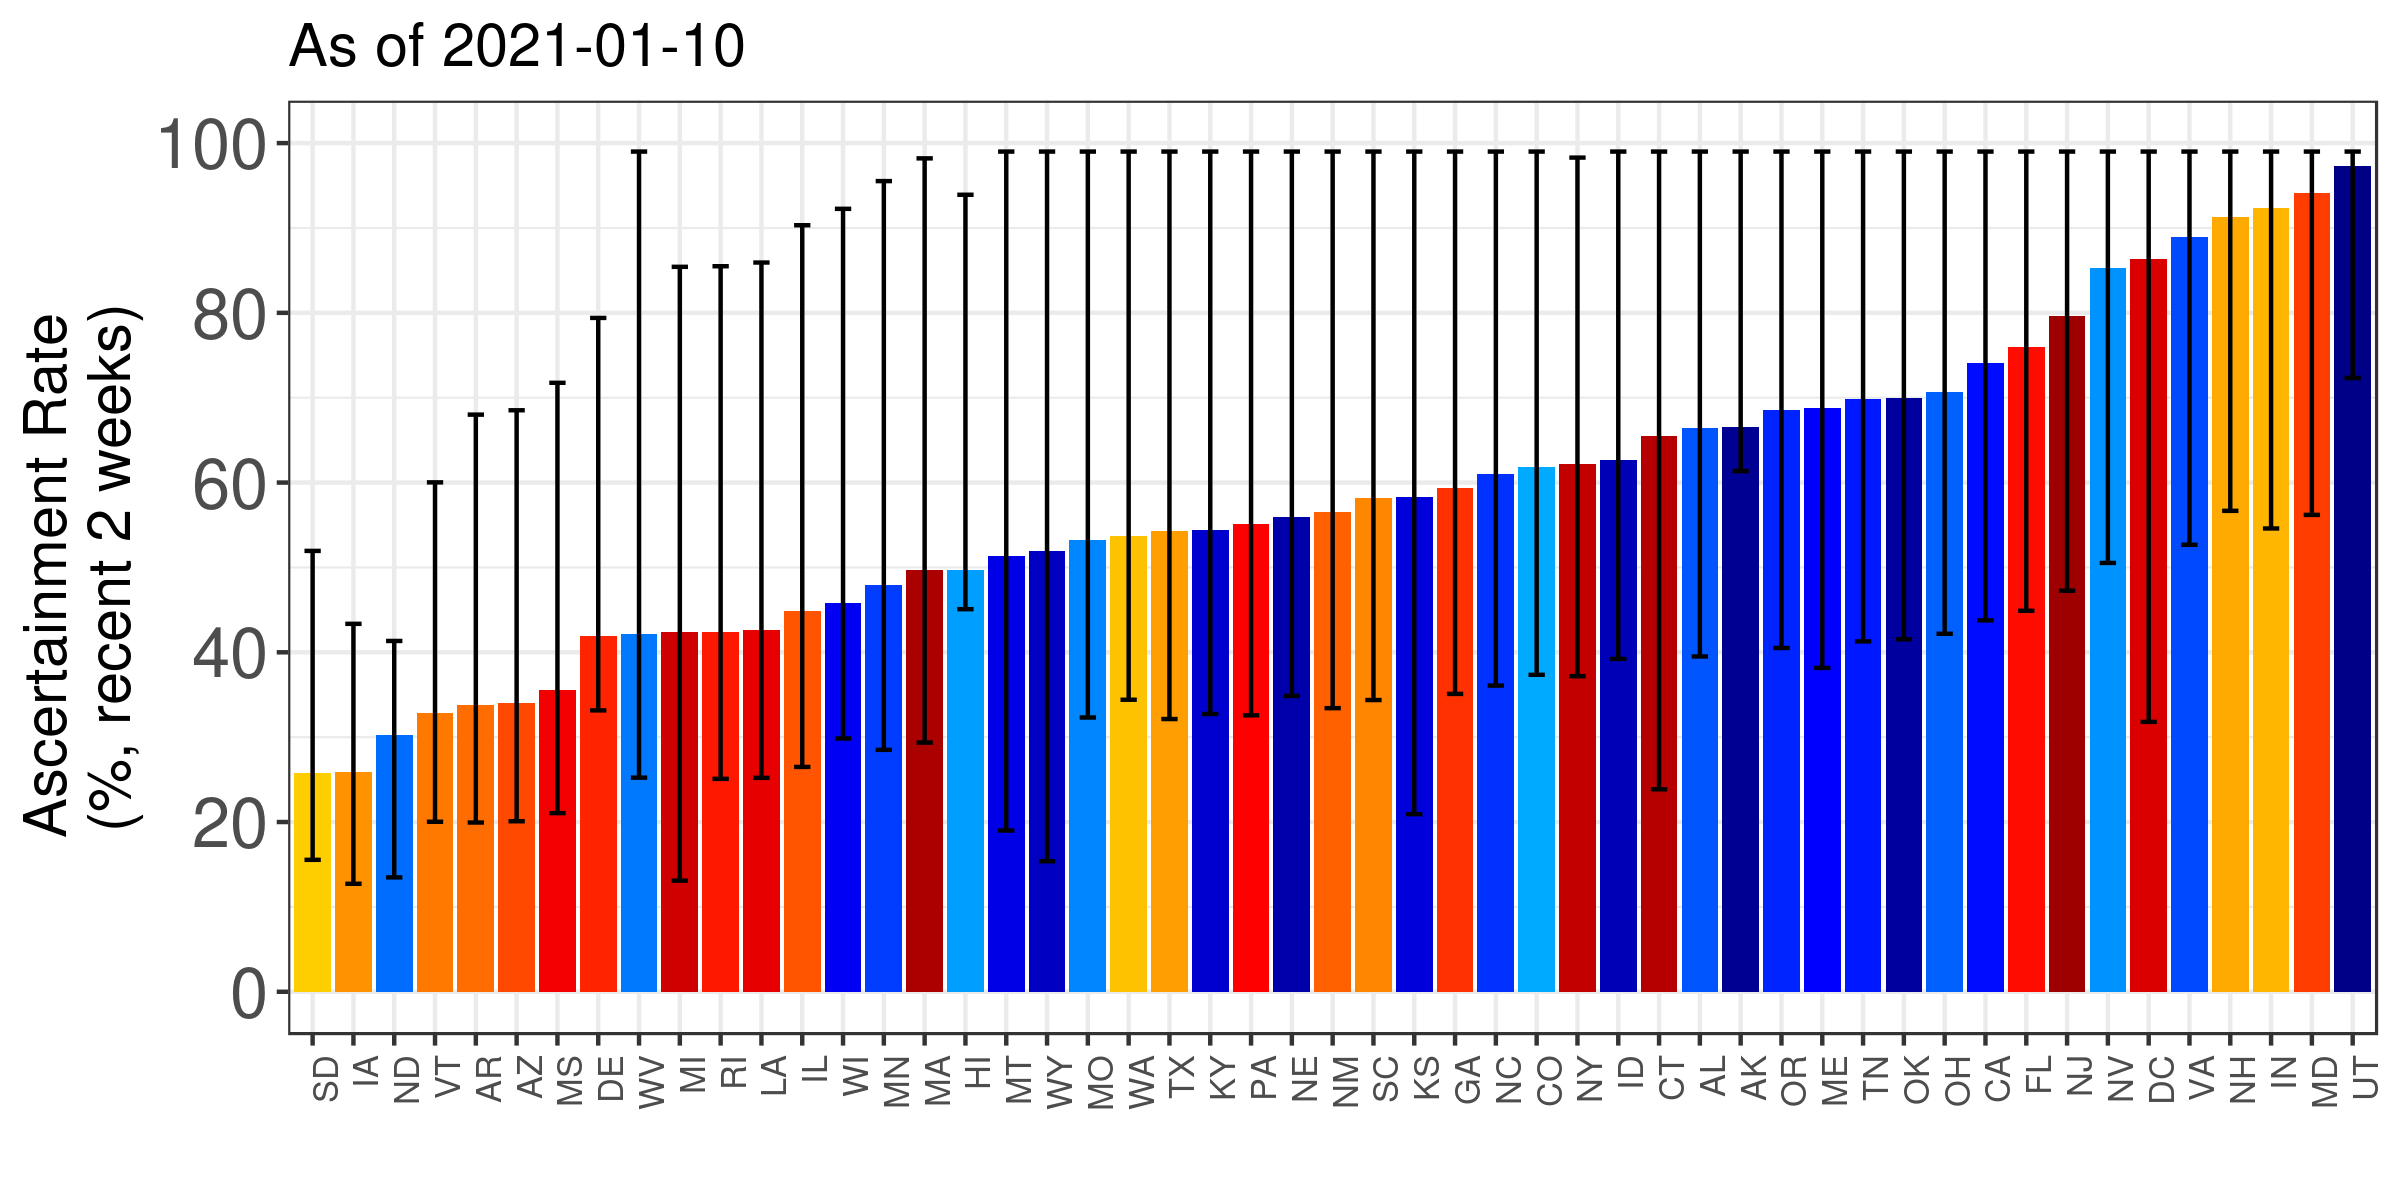 As of 2021-01-10
Ascertainment Rate
(%, recent 2 weeks)
100
80
60
40
20
0
SD IA ND VT AR AZ MS DE WV MI RI LA IL WI MN MA HI MT WY MO WA TX KY PA NE NM SC KS GA NC CO NY ID CT AL AK OR ME TN OK OH CA FL NJ NV DC VA NH IN MD UT